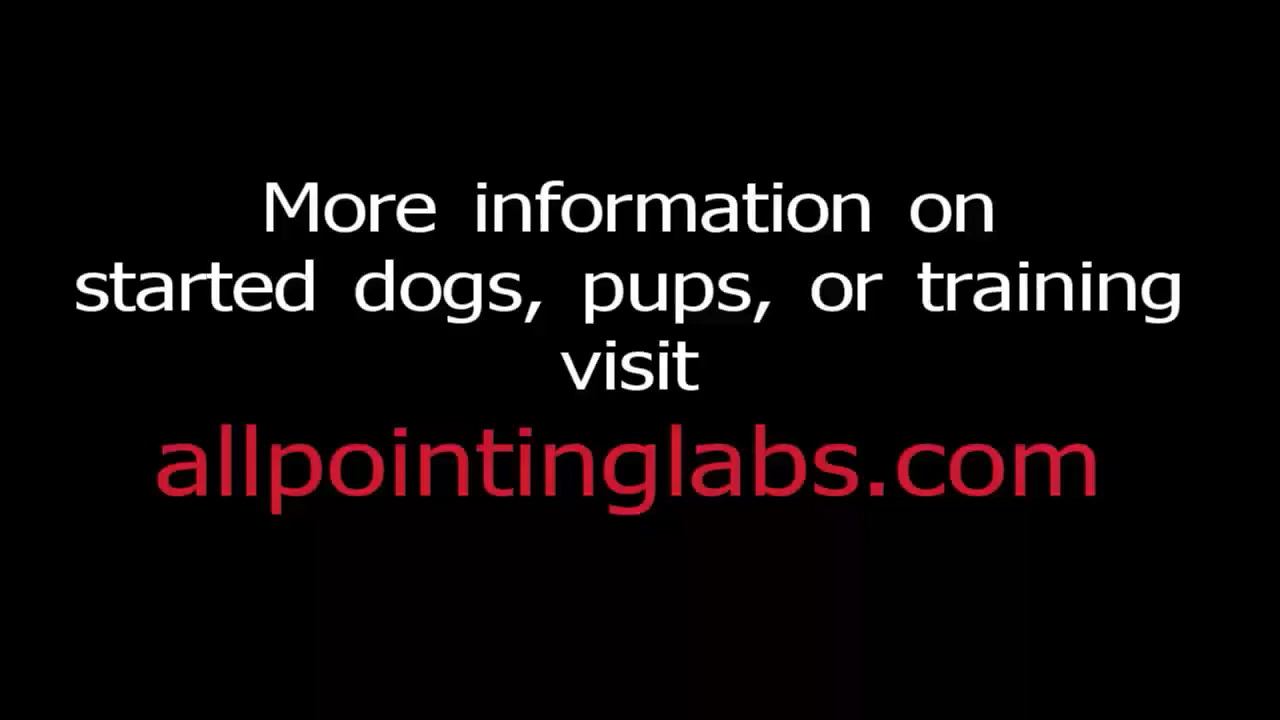 More information on
started dogs, pups, or training
visit
allpointinglabs.com